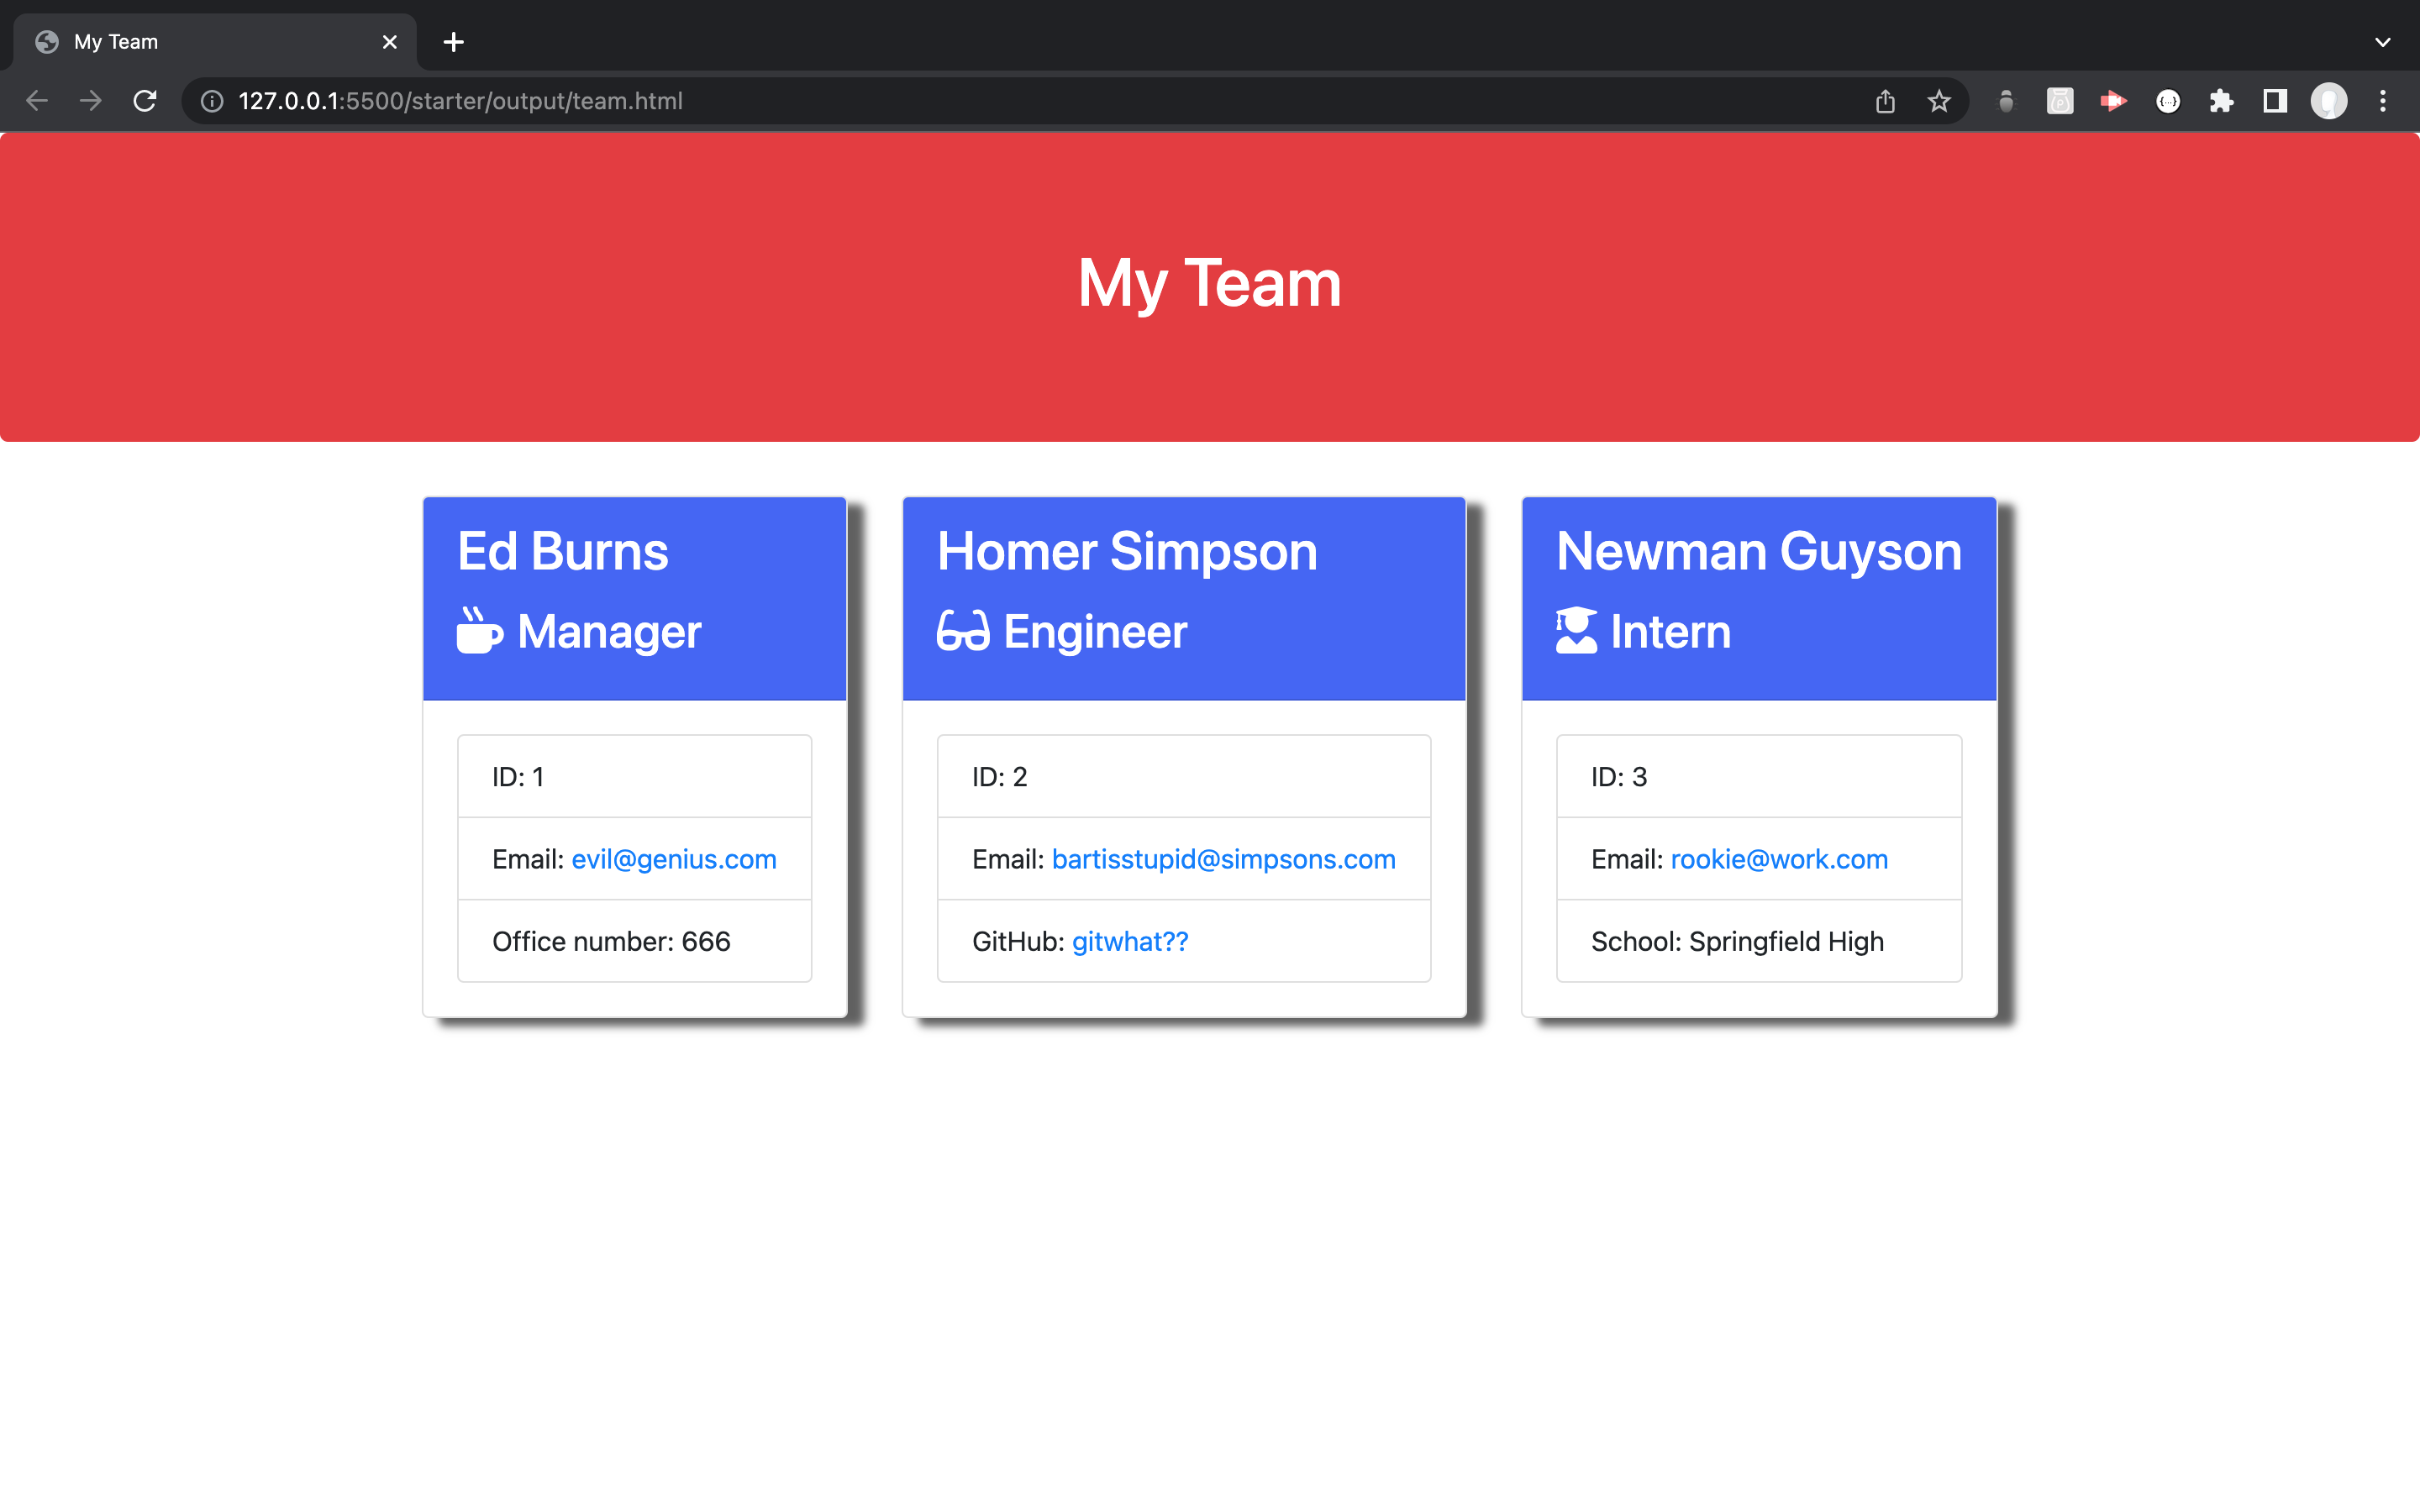 My Team
127.0.0.1:5500/starter/output/team.html
My Team
Ed Burns
Manager
ID: 1
Email: evil@genius.com
Office number: 666
Homer Simpson
Engineer
ID: 2
Email: bartisstupid@simpsons.com
GitHub: gitwhat??
Newman Guyson
Intern
ID: 3
Email: rookie@work.com
School: Springfield High